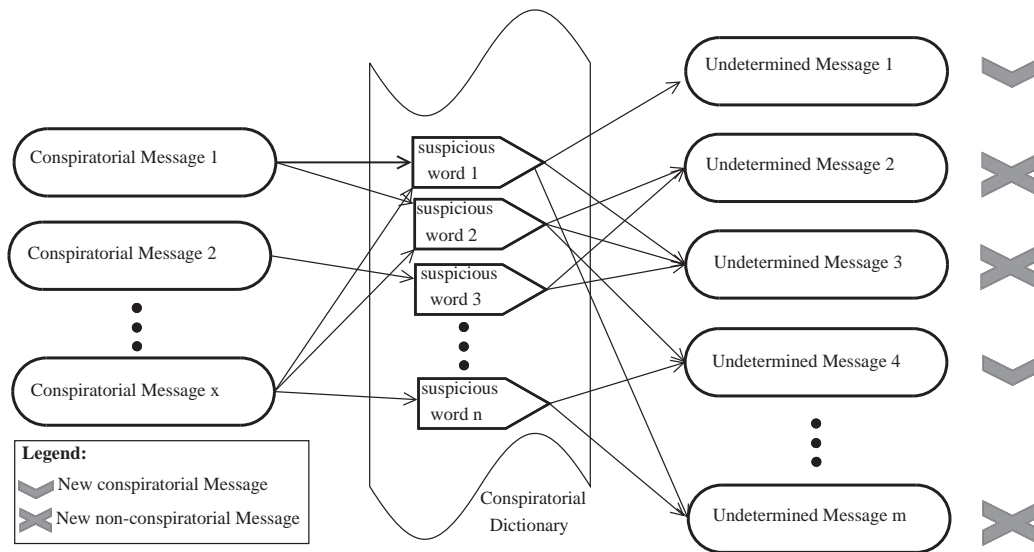 Conspiratorial Message 1
Conspiratorial Message 2
Conspiratorial Message x
suspicious
word 1
suspicious
word 2
suspicious
word 3
suspicious
word n
Conspiratorial
Dictionary
Undetermined Message 1
Undetermined Message 2
Undetermined Message 3
Undetermined Message 4
Undetermined Message m
Legend:
New conspiratorial Message
New non-conspiratorial Message